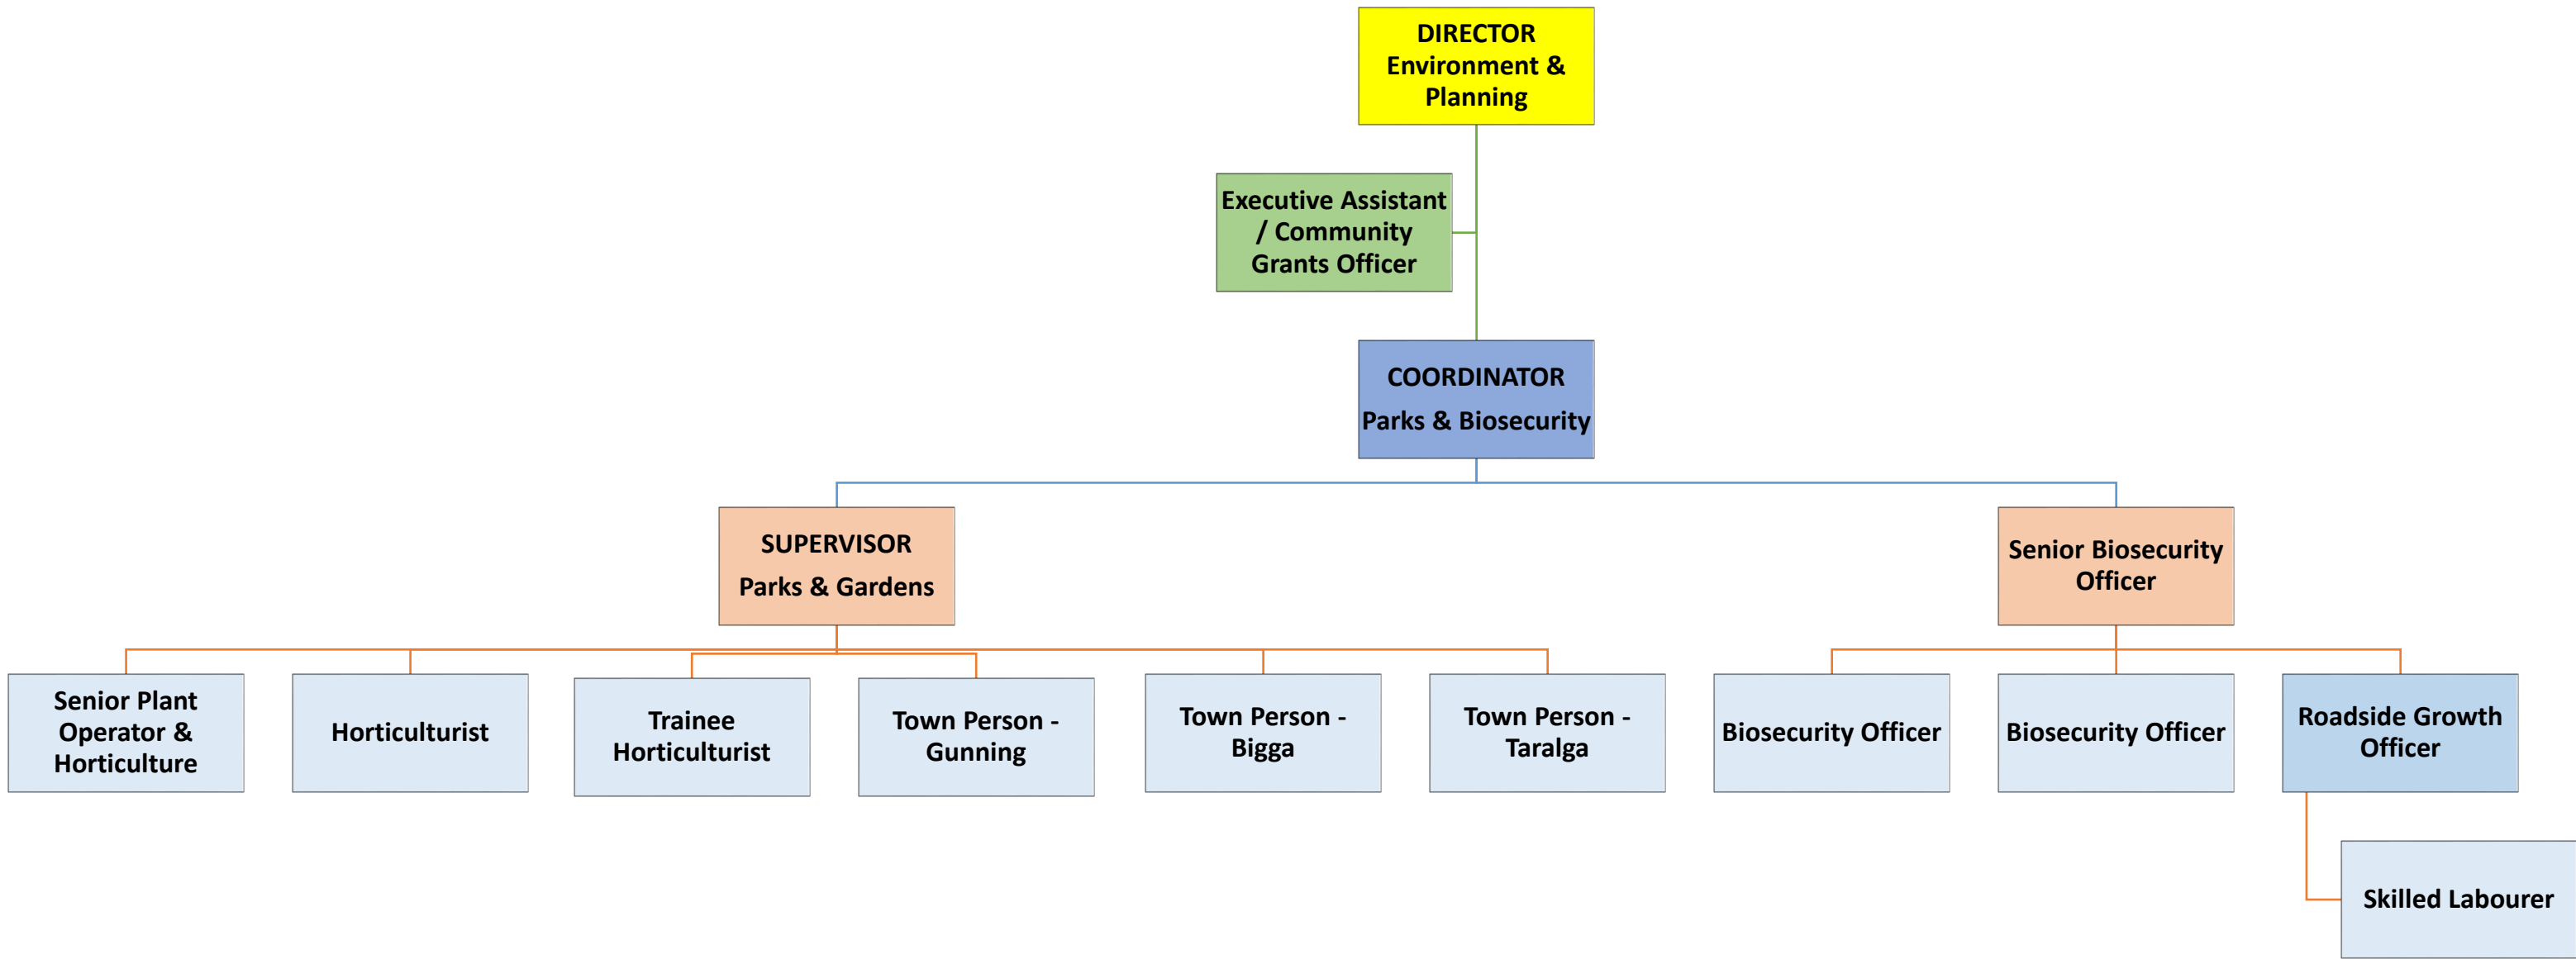 DIRECTOR
Environment &
Planning
Executive Assistant
/ Community
Grants Officer
COORDINATOR
Parks & Biosecurity
SUPERVISOR
Parks & Gardens
Senior Biosecurity
Officer
Senior Plant
Operator &
Horticulture
Horticulturist
Trainee
Horticulturist
Town Person -
Gunning
Town Person -
Bigga
Town Person -
Taralga
Biosecurity Officer
Biosecurity Officer
Roadside Growth
Officer
Skilled Labourer